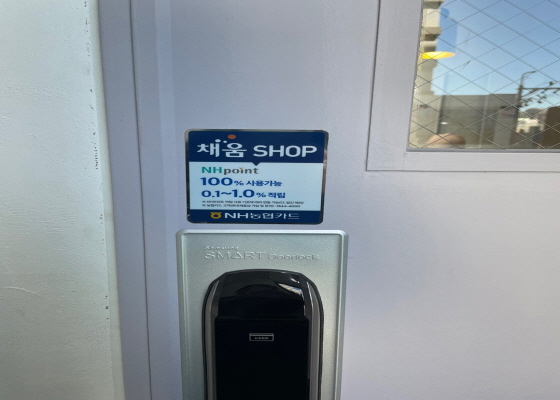 채움 SHOP
NHpoint
100% 사용가능
0.1~1.0% 적립
NH농협카드
SMART Doorlock